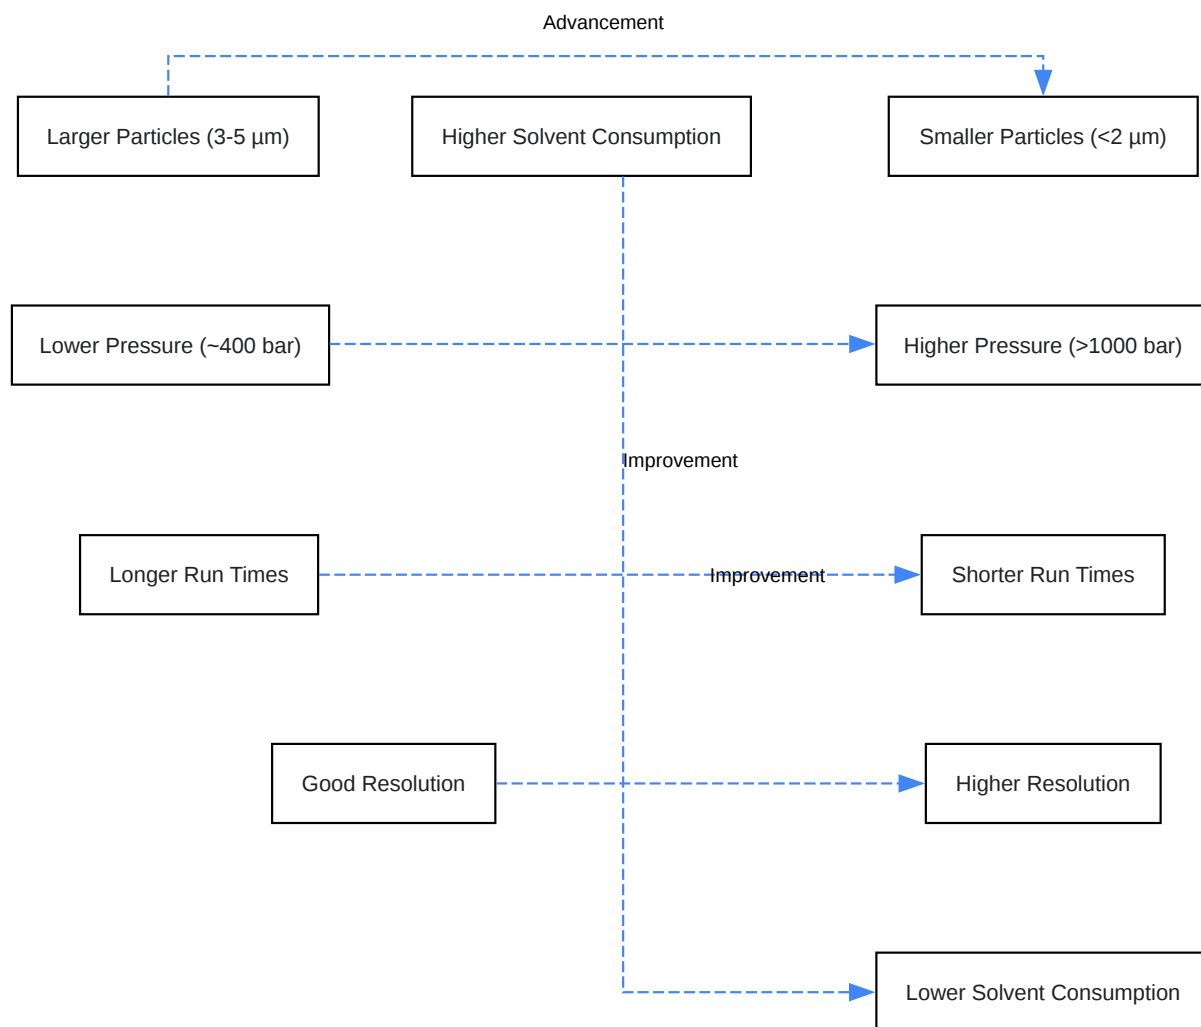 Advancement
Larger Particles (3-5 µm)
Higher Solvent Consumption
Smaller Particles (<2 µm)
Lower Pressure (~400 bar)
Higher Pressure (>1000 bar)
Improvement
Longer Run Times
Improvement
Shorter Run Times
Good Resolution
Higher Resolution
Lower Solvent Consumption